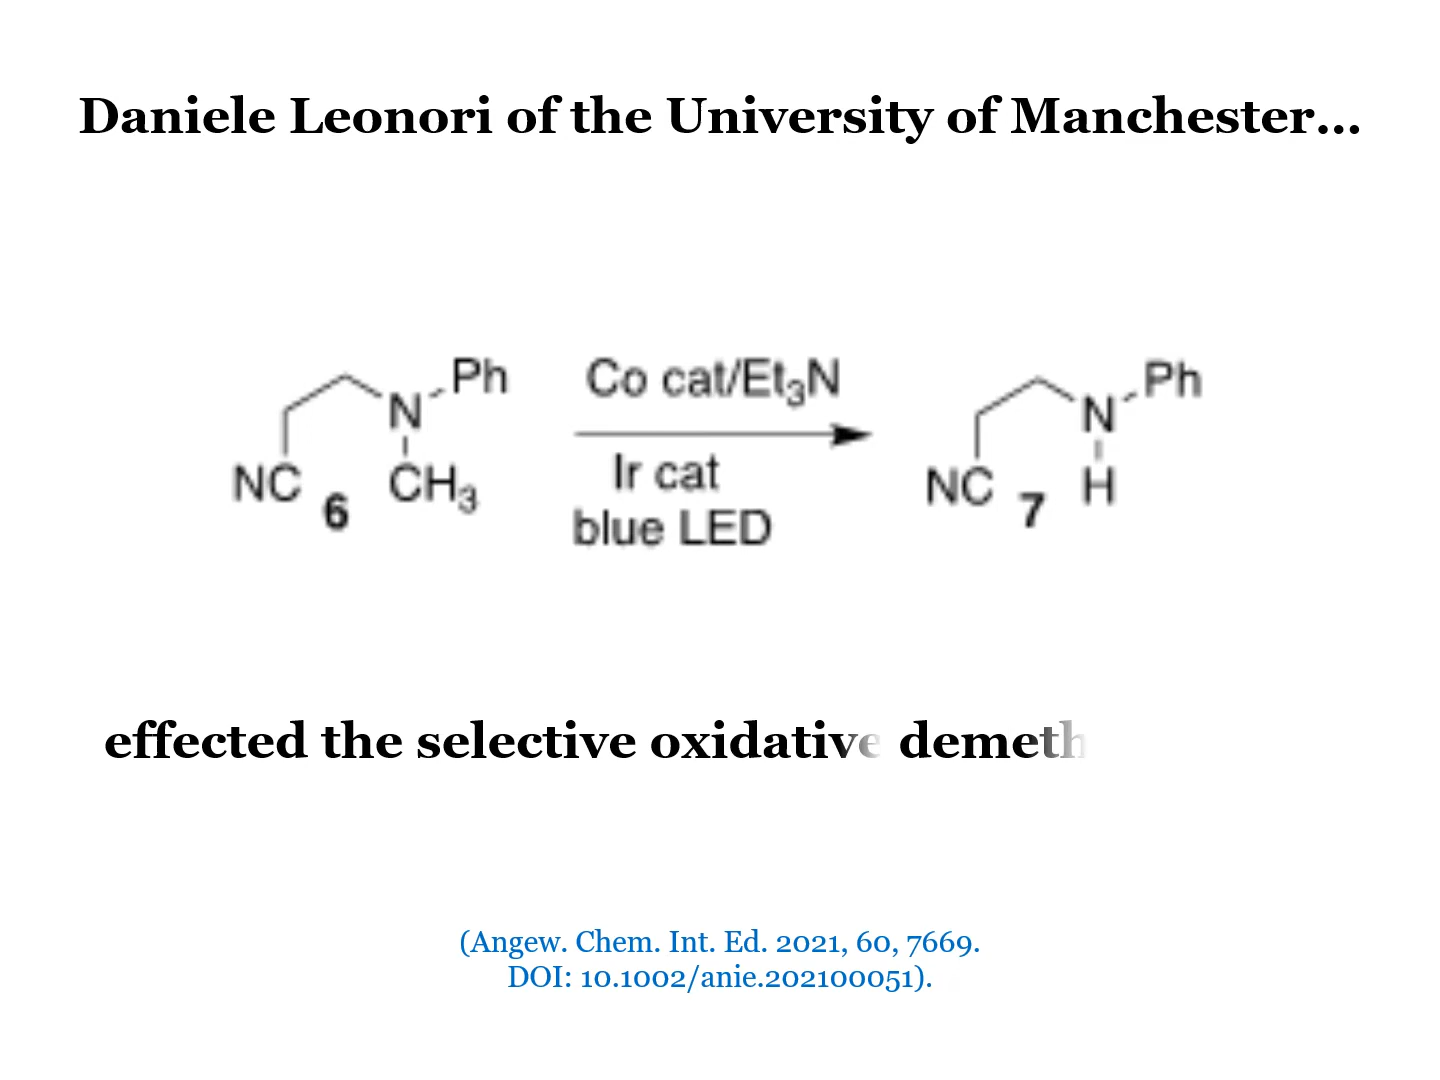 Daniele Leonori of the University of Manchester...
Ph
Co cat/Et₃N
Ph
N
N
Ir cat
NC
6
CH₃
NC
7
H
blue LED
effected the selective oxidative demeth
(Angew. Chem. Int. Ed. 2021, 60, 7669.
DOI: 10.1002/anie.202100051).